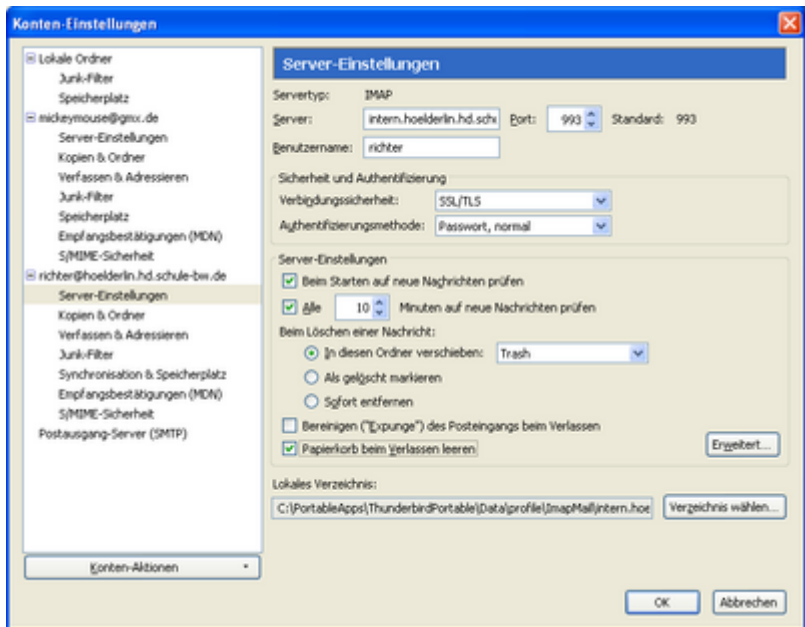 Konten-Einstellungen
Lokale Ordner
Junk-Filter
Speicherplatz
mickeymouse@gmx.de
Server-Einstellungen
Kopien & Ordner
Verfassen & Adressieren
Junk-Filter
Speicherplatz
Empfangsbestätigungen (MDN)
S/MIME-Sicherheit
richter@hoelderlin.hd.schule-bw.de
Server-Einstellungen
Kopien & Ordner
Verfassen & Adressieren
Junk-Filter
Synchronisation & Speicherplatz
Empfangsbestätigungen (MDN)
S/MIME-Sicherheit
Postausgang-Server (SMTP)
Konten-Aktionen
Server-Einstellungen
Servertyp: IMAP
Server: intern.hoelderlin.hd.schu Port: 993 Standard: 993
Benutzername: richter
Sicherheit und Authentifizierung
Verbindungssicherheit: SSL/TLS
Authentifizierungsmethode: Passwort, normal
Server-Einstellungen
Beim Starten auf neue Nachrichten prüfen
Alle 10 Minuten auf neue Nachrichten prüfen
Beim Löschen einer Nachricht:
In diesen Ordner verschieben: Trash
Als gelöscht markieren
Sofort entfernen
Bereinigen ("Expunge") des Posteingangs beim Verlassen
Papierkorb beim Verlassen leeren
Erweitert...
Lokales Verzeichnis:
C:\PortableApps\ThunderbirdPortable\Data\profile\ImapMail\intern.hoe Verzeichnis wählen...
OK Abbrechen